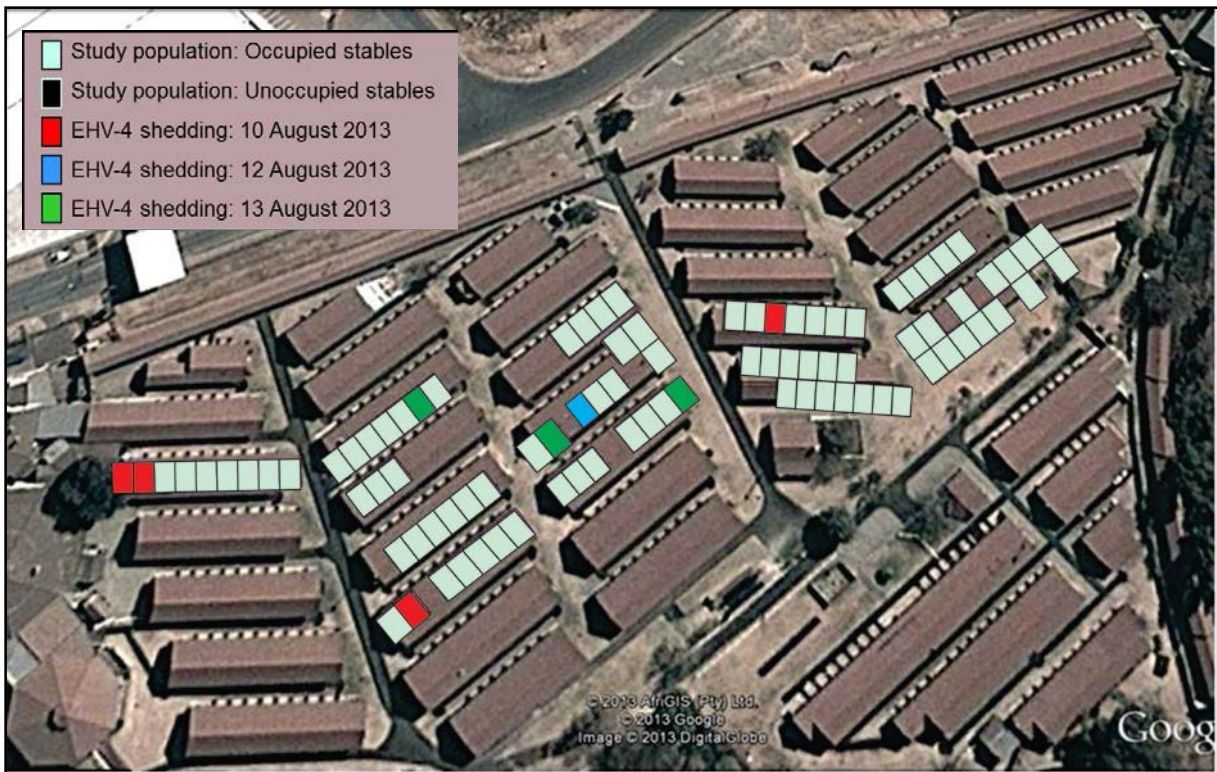 Study population: Occupied stables
Study population: Unoccupied stables
EHV-4 shedding: 10 August 2013
EHV-4 shedding: 12 August 2013
EHV-4 shedding: 13 August 2013
© 2013 AfriGIS (Pty) Ltd.
© 2013 Google
Image © 2013 DigitalGlobe
Goog